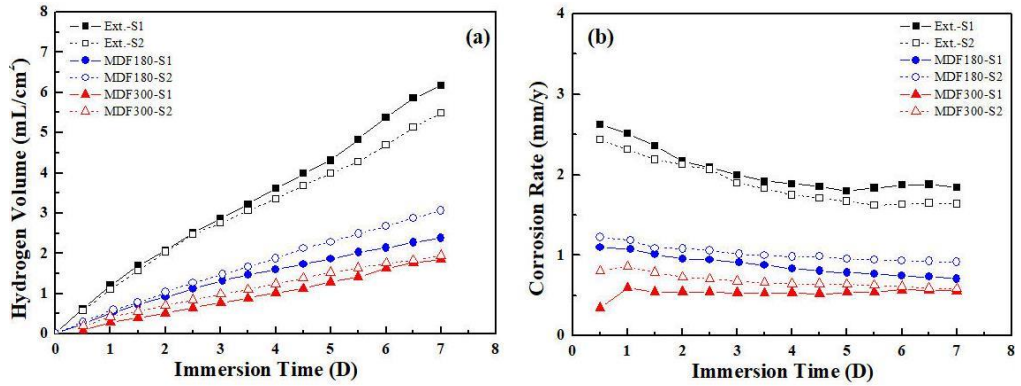 8
7
6
5
4
3
2
1
0
Hydrogen Volume (mL/cm²)
Ext.-S1
Ext.-S2
MDF180-S1
MDF180-S2
MDF300-S1
MDF300-S2
(a)
0 1 2 3 4 5 6 7 8
Immersion Time (D)
4
3
2
1
0
Corrosion Rate (mm/y)
(b)
Ext.-S1
Ext.-S2
MDF180-S1
MDF180-S2
MDF300-S1
MDF300-S2
0 1 2 3 4 5 6 7 8
Immersion Time (D)